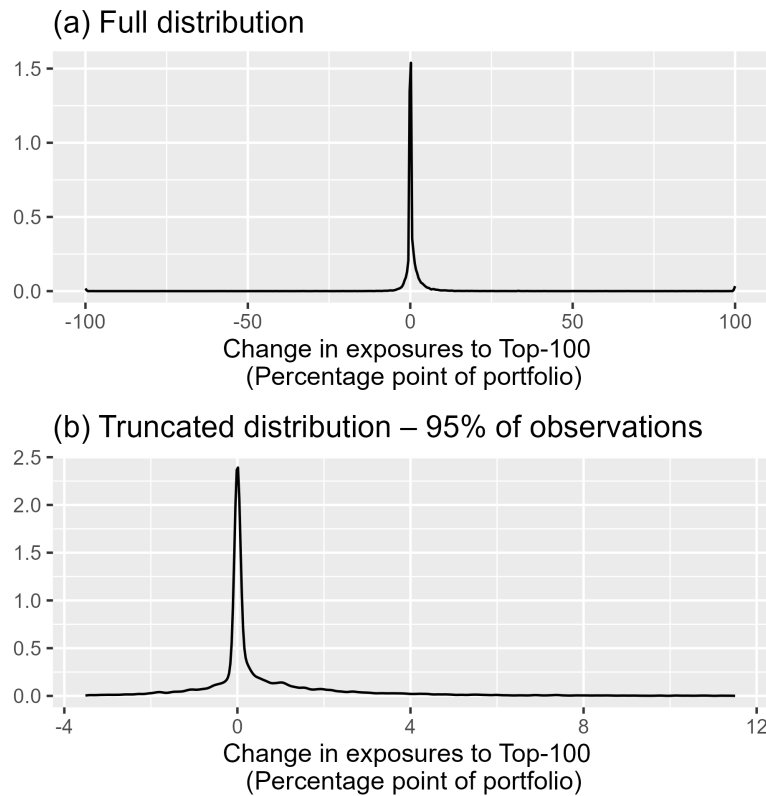 (a) Full distribution
1.5
1.0
0.5
0.0
-100 -50 0 50 100
Change in exposures to Top-100
(Percentage point of portfolio)
(b) Truncated distribution – 95% of observations
2.5
2.0
1.5
1.0
0.5
0.0
-4 0 4 8 12
Change in exposures to Top-100
(Percentage point of portfolio)